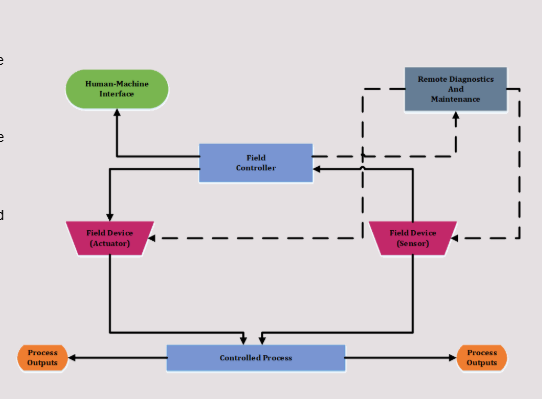 e
Human-Machine
Interface
Remote Diagnostics
And
Maintenance
e
Field
Controller
d
Field Device
(Actuator)
Field Device
(Sensor)
Process
Outputs
Controlled Process
Process
Outputs